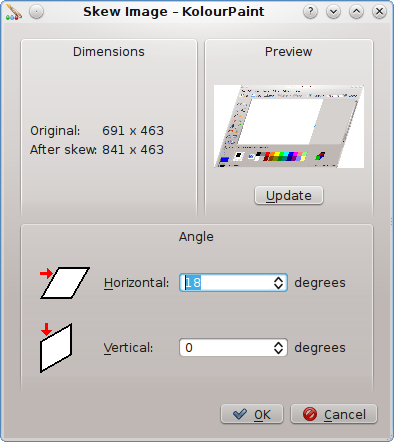 Skew Image – KolourPaint
Dimensions
Original: 691 x 463
After skew: 841 x 463
Preview
Update
Angle
Horizontal: 18 degrees
Vertical: 0 degrees
OK Cancel